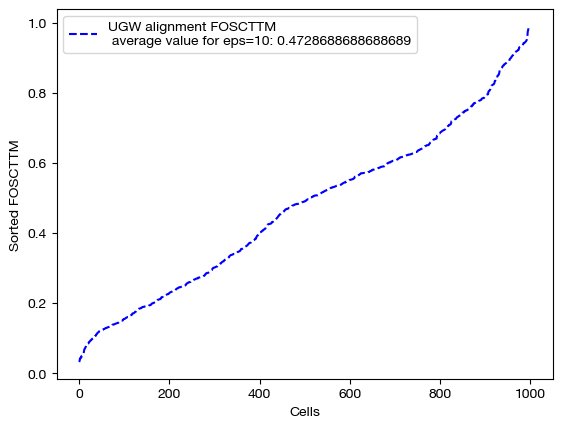 UGW alignment FOSCTTM
average value for eps=10: 0.4728688688688689
1.0
0.8
0.6
0.4
0.2
0.0
Sorted FOSCTTM
0 200 400 600 800 1000
Cells